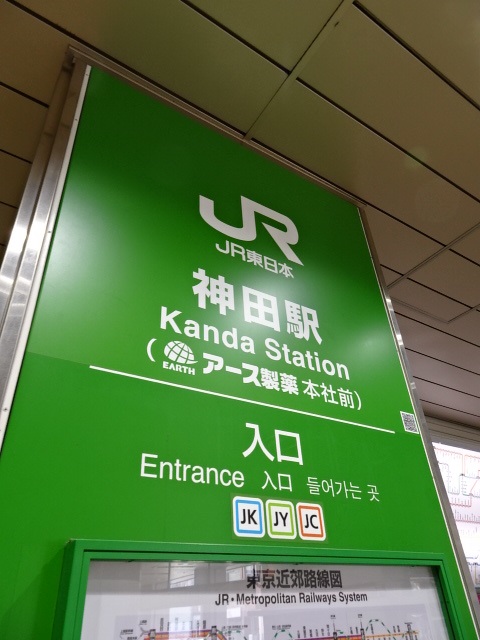 JR
JR東日本
神田駅
Kanda Station
(EARTH アース製薬 本社前)
入口
Entrance 入口 들어가는 곳
JK JY JC
東京近郊路線図
JR・Metropolitan Railways System